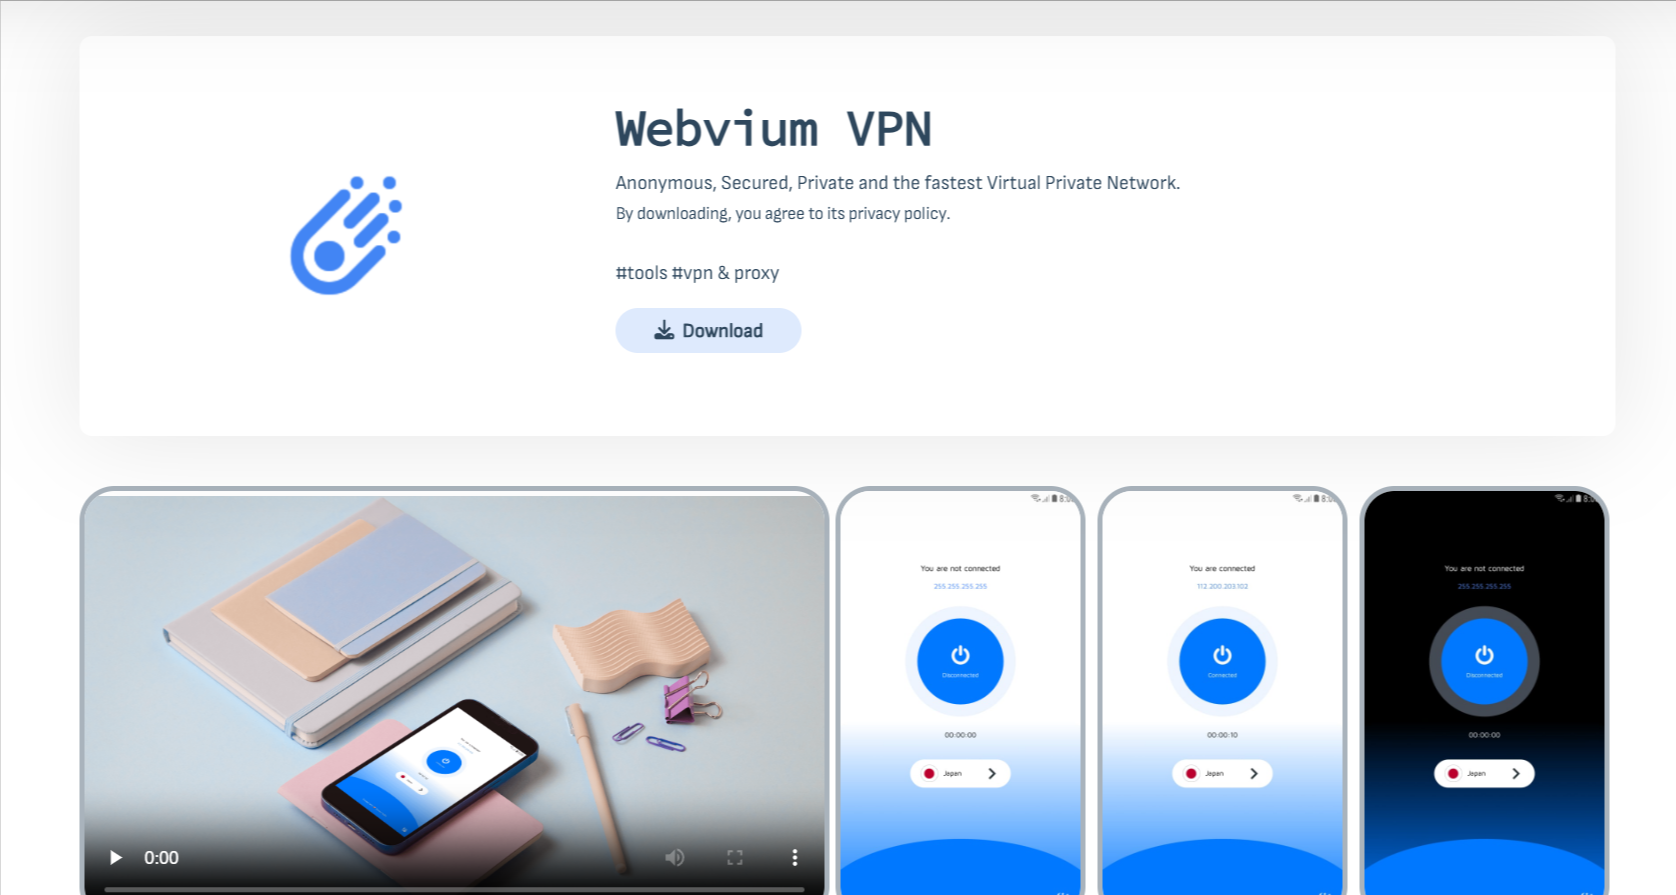 Webvium VPN
Anonymous, Secured, Private and the fastest Virtual Private Network.
By downloading, you agree to its privacy policy.
#tools #vpn & proxy
Download
0:00
You are not connected
255.255.255.255
Disconnected
00:00:00
Japan
You are connected
112.200.203.102
Connected
00:00:10
Japan
You are not connected
255.255.255.255
Disconnected
00:00:00
Japan